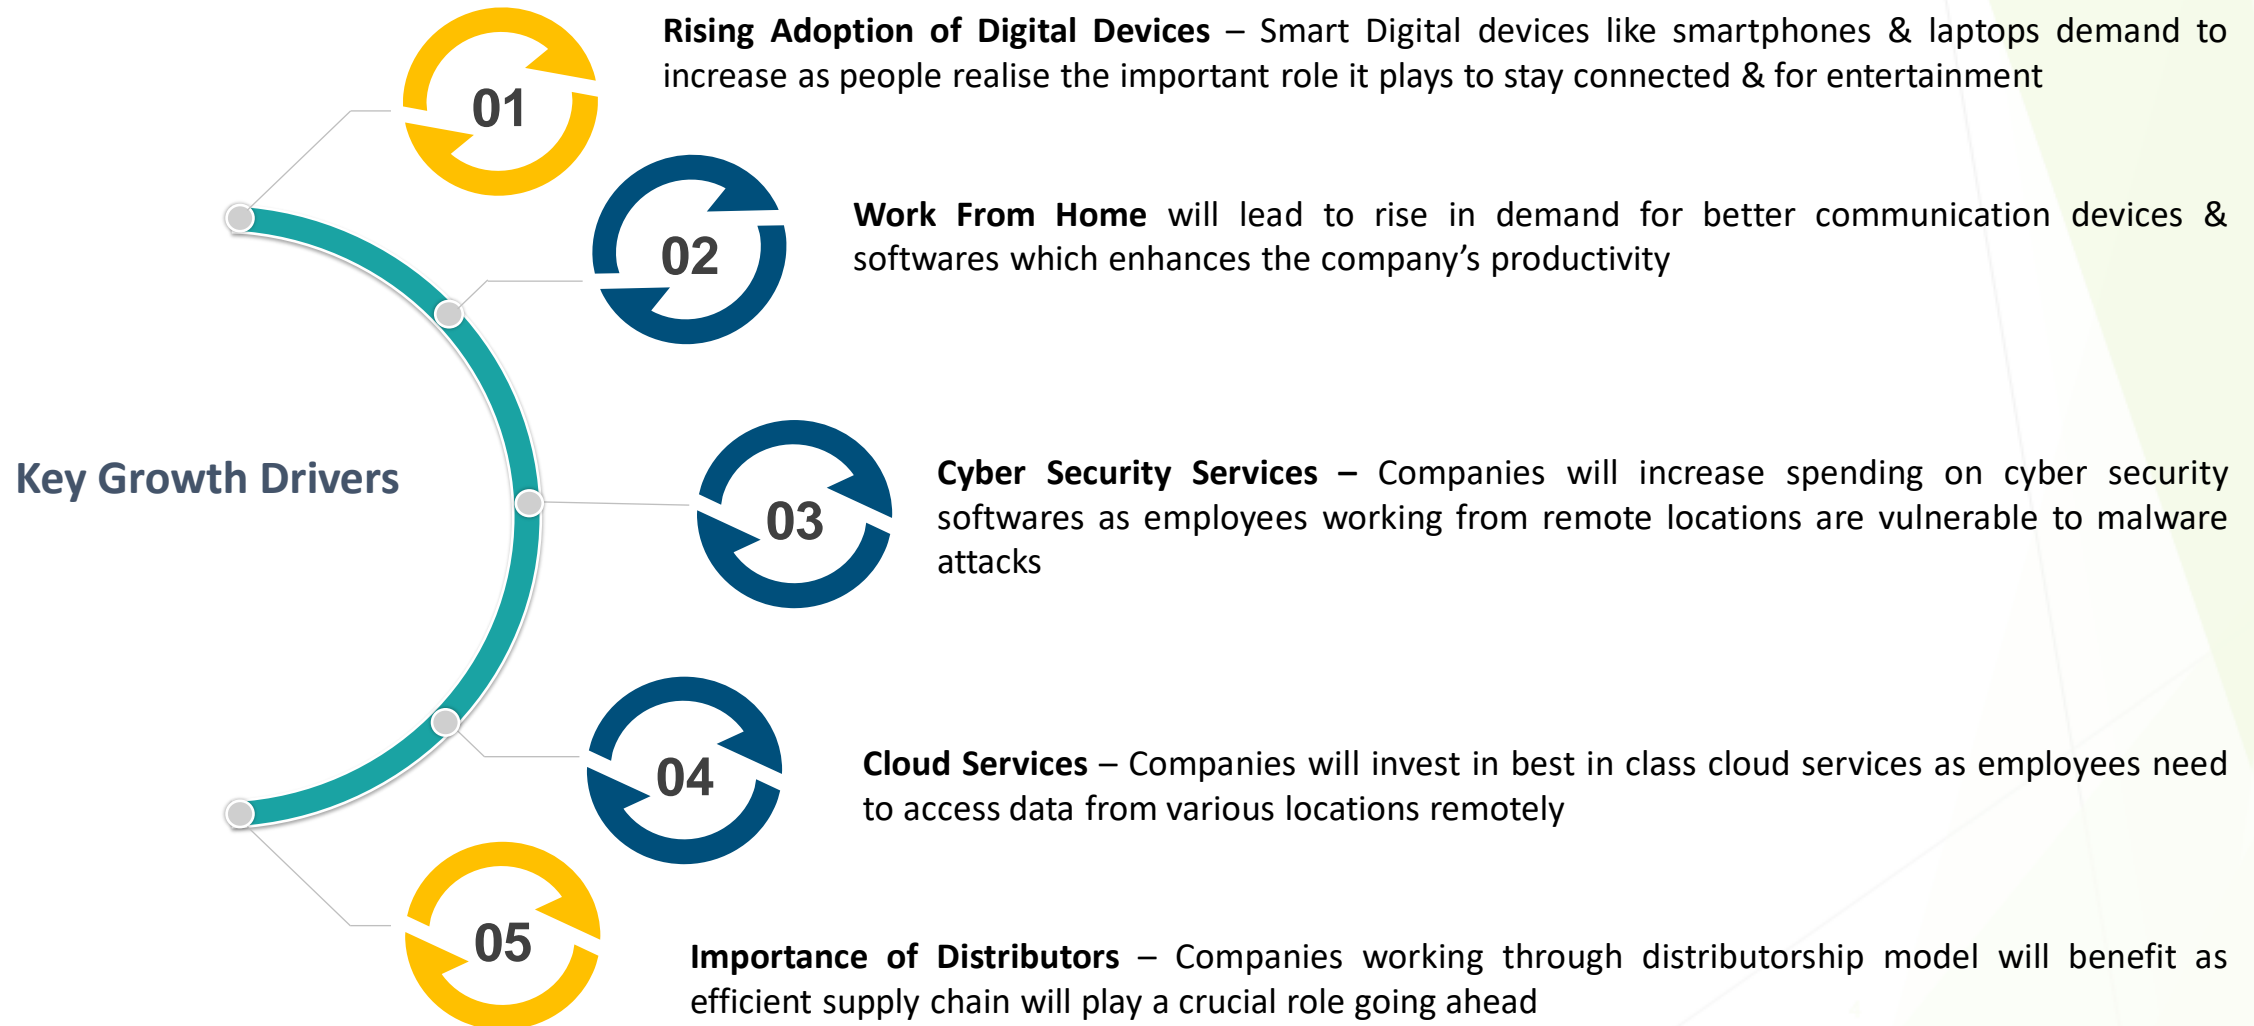 01
Rising Adoption of Digital Devices – Smart Digital devices like smartphones & laptops demand to
increase as people realise the important role it plays to stay connected & for entertainment
02
Work From Home will lead to rise in demand for better communication devices &
softwares which enhances the company’s productivity
Key Growth Drivers
03
Cyber Security Services – Companies will increase spending on cyber security
softwares as employees working from remote locations are vulnerable to malware
attacks
04
Cloud Services – Companies will invest in best in class cloud services as employees need
to access data from various locations remotely
05
Importance of Distributors – Companies working through distributorship model will benefit as
efficient supply chain will play a crucial role going ahead